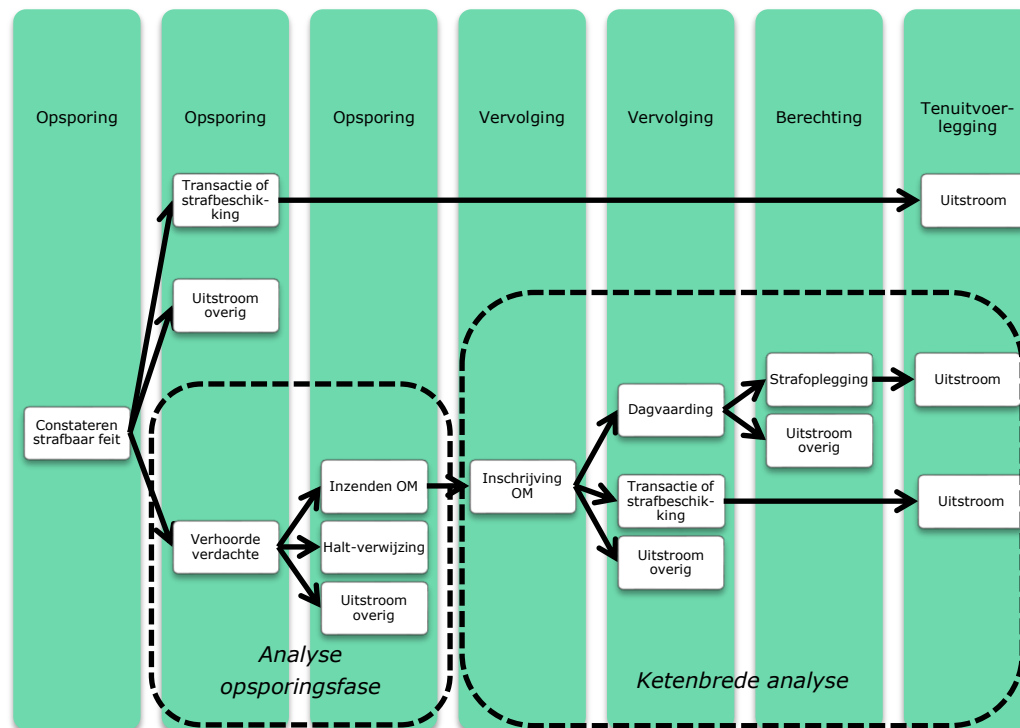 Opsporing
Opsporing
Opsporing
Vervolging
Vervolging
Berechting
Tenuitvoer-
legging
Transactie of
strafbeschik-
king
Uitstroom
Uitstroom
overig
Constateren
strafbaar feit
Verhoorde
verdachte
Inzenden OM
Halt-verwijzing
Uitstroom
overig
Analyse
opsporingsfase
Inschrijving
OM
Dagvaarding
Strafoplegging
Uitstroom
Uitstroom
overig
Transactie of
strafbeschik-
king
Uitstroom
Uitstroom
overig
Ketenbrede analyse